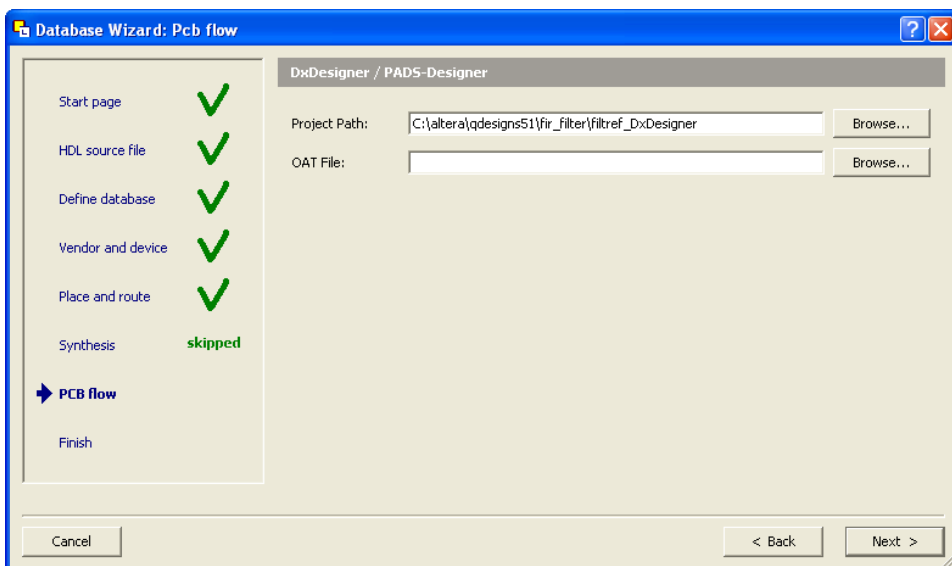 Database Wizard: Pcb flow
Start page
HDL source file
Define database
Vendor and device
Place and route
Synthesis skipped
PCB flow
Finish
DxDesigner / PADS-Designer
Project Path: C:\altera\qdesigns51\fir_filter\filtref_DxDesigner Browse...
OAT File: Browse...
Cancel < Back Next >